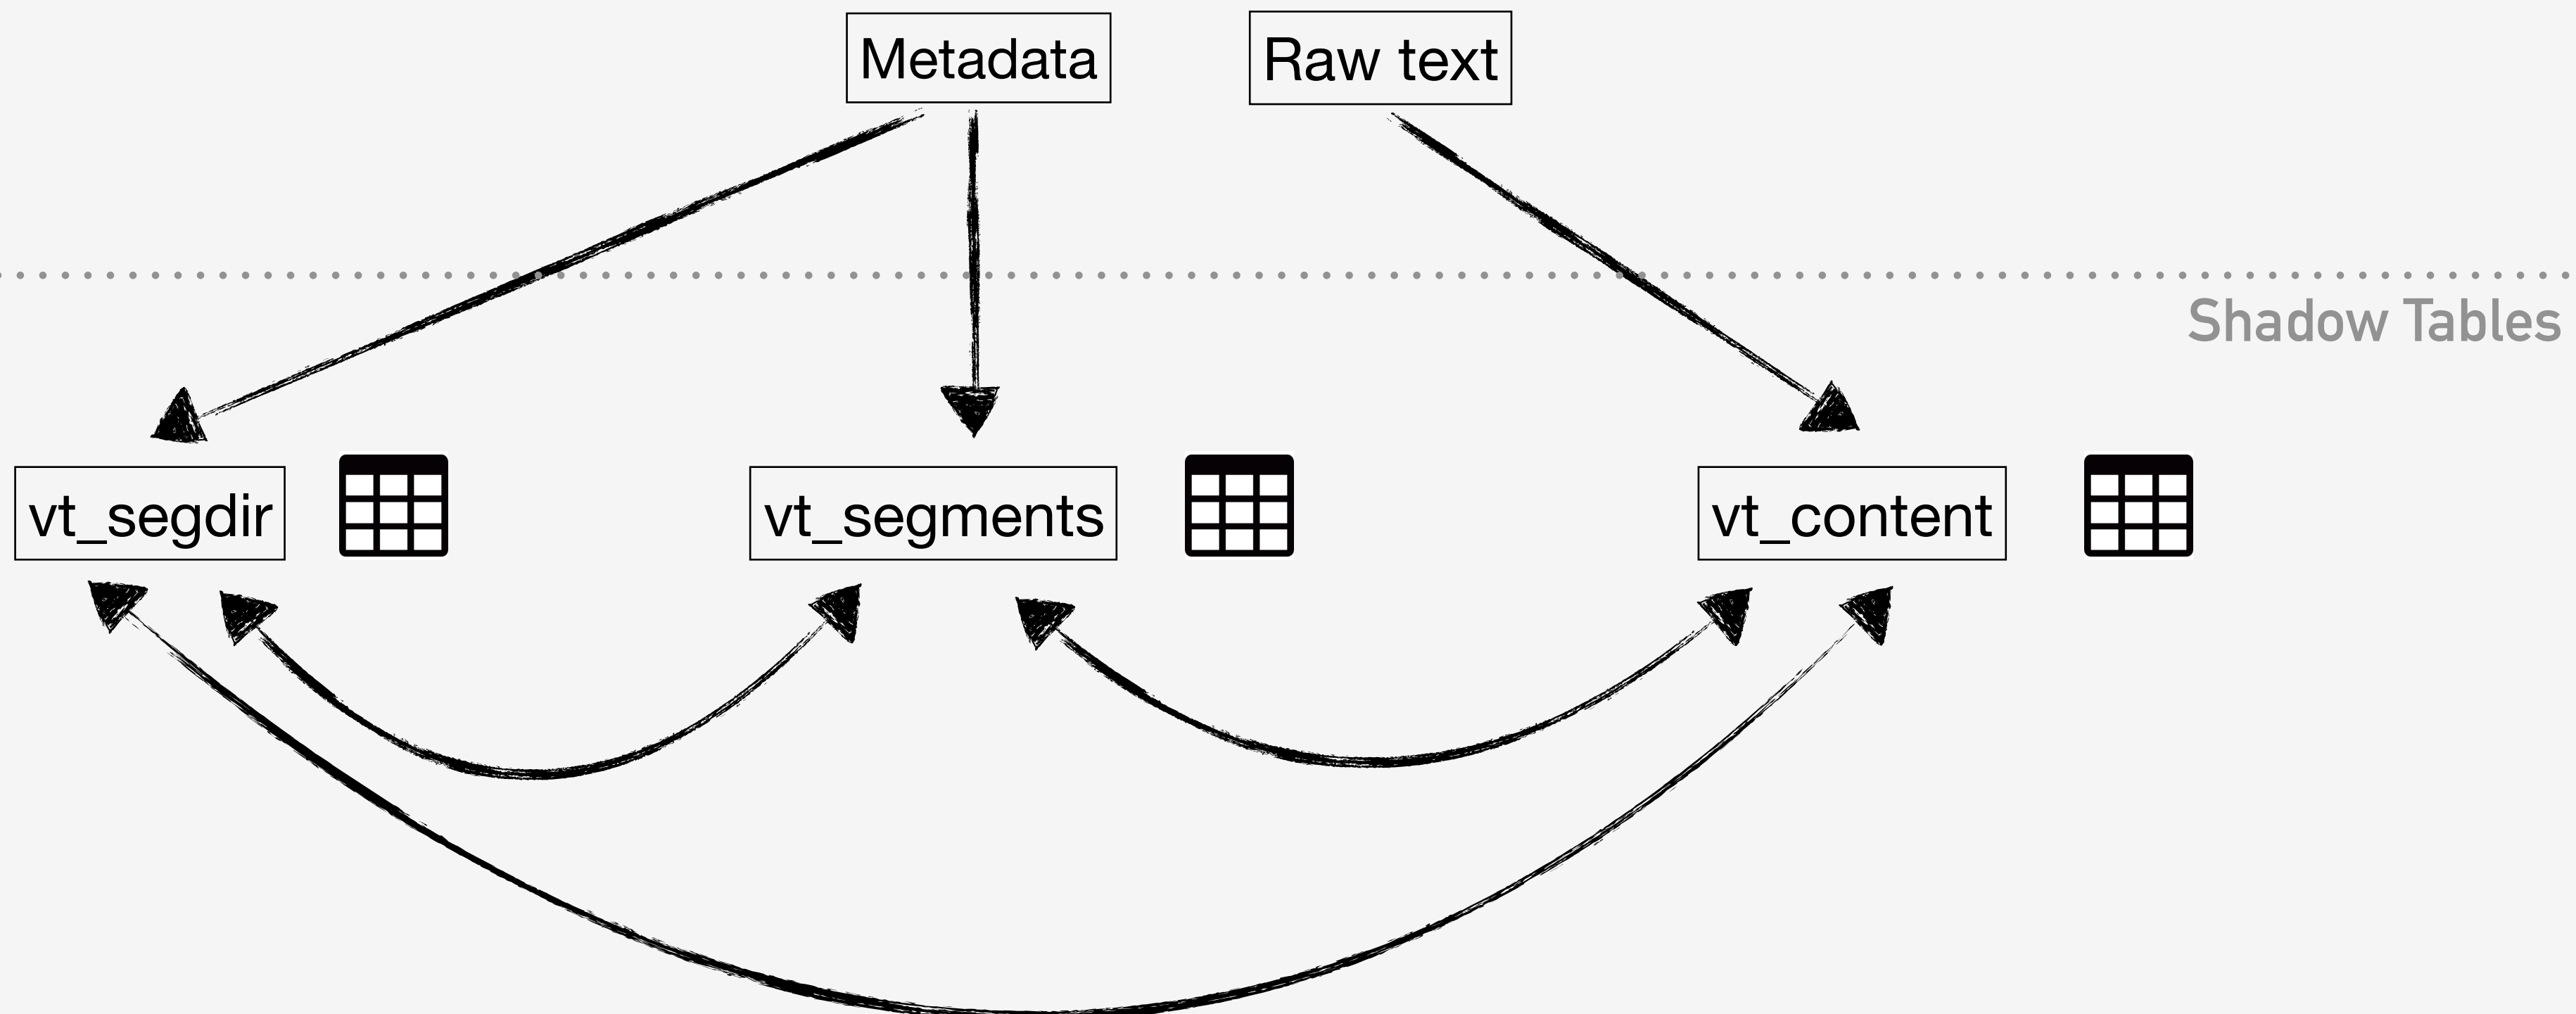 Metadata
Raw text
Shadow Tables
vt_segdir
vt_segments
vt_content